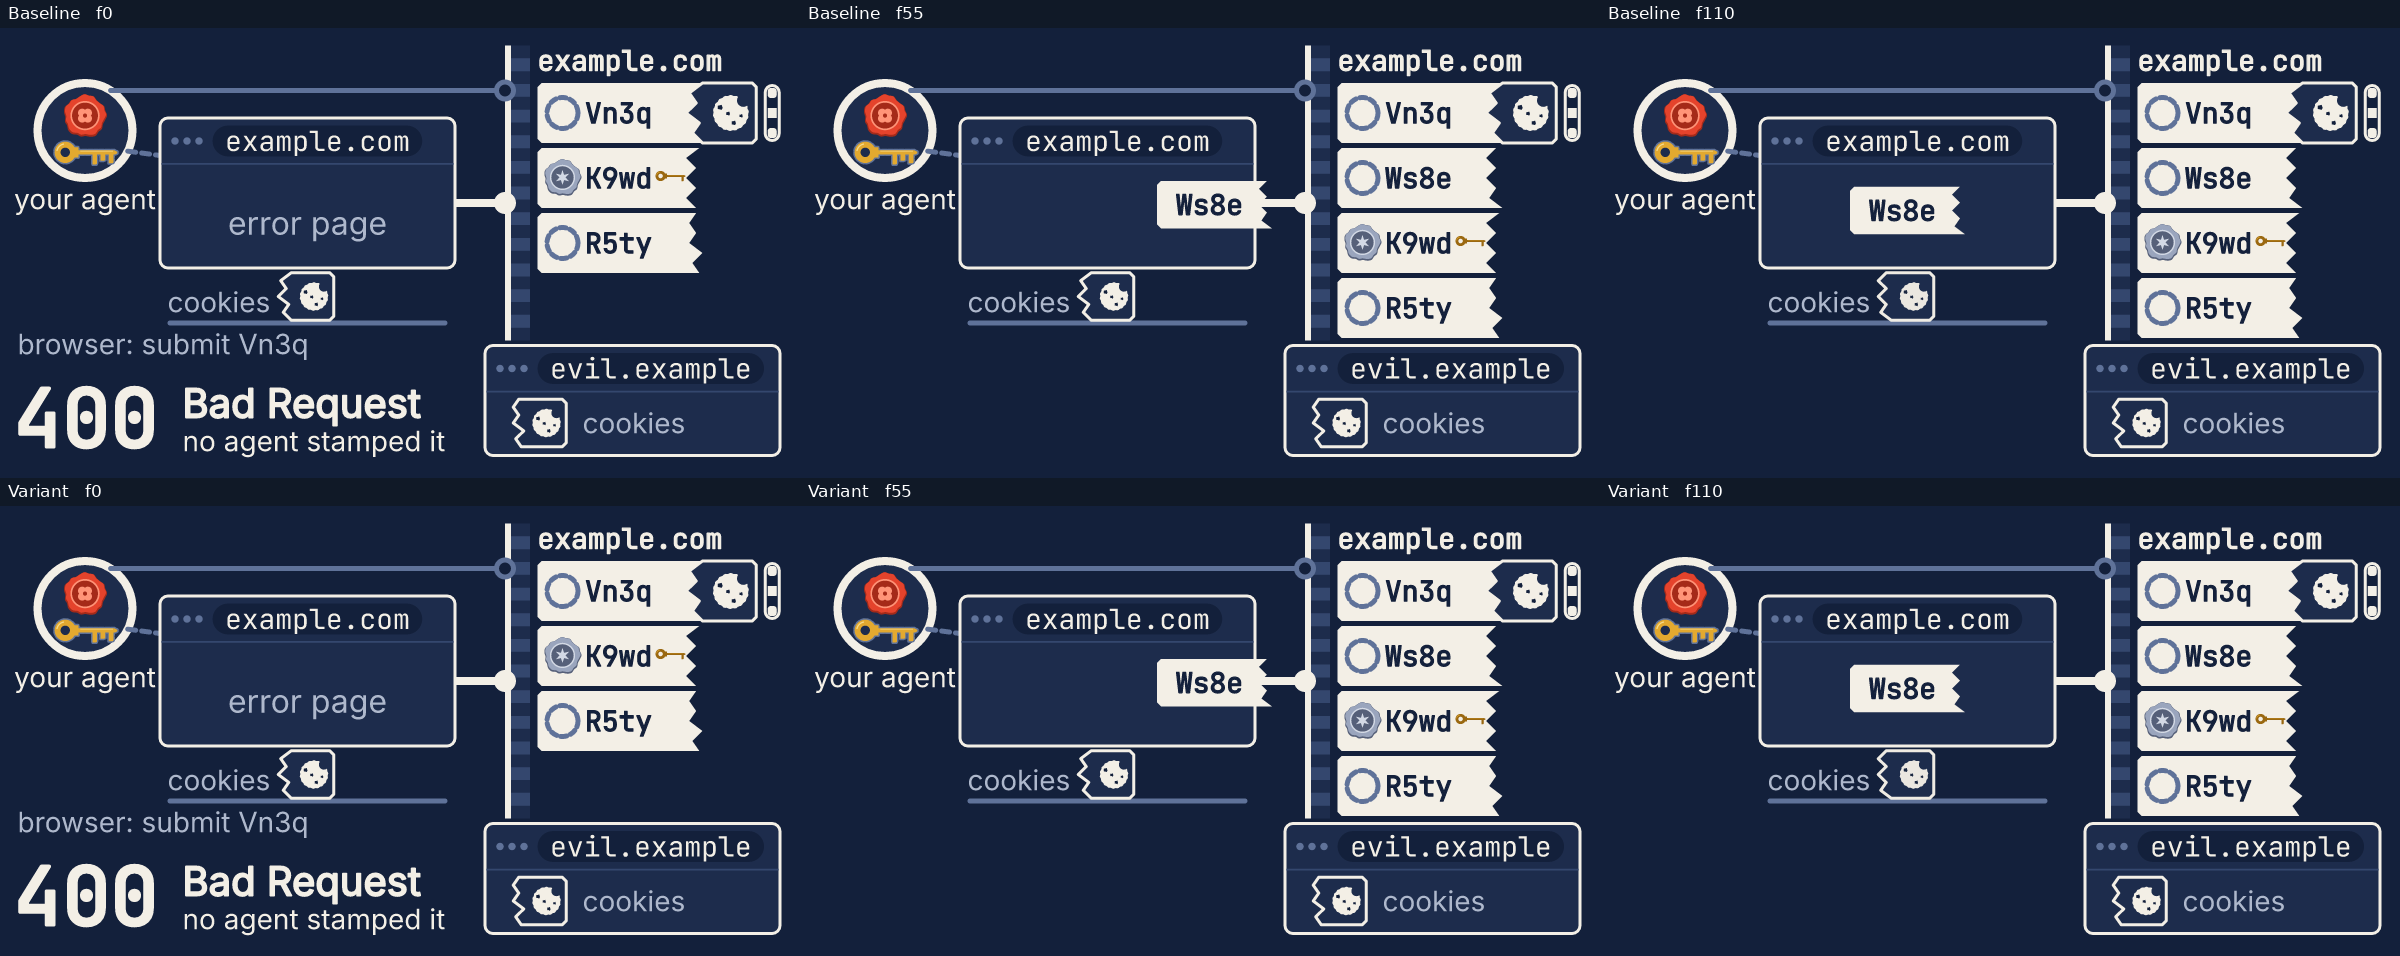 Baseline f0
example.com
Vn3q
example.com
K9wd
your agent
error page
R5ty
cookies
browser: submit Vn3q
evil.example
400 Bad Request
no agent stamped it
cookies
Baseline f55
example.com
Vn3q
example.com
Ws8e
your agent
Ws8e
K9wd
cookies
R5ty
evil.example
cookies
Baseline f110
example.com
Vn3q
example.com
Ws8e
your agent
Ws8e
K9wd
cookies
R5ty
evil.example
cookies
Variant f0
example.com
Vn3q
example.com
K9wd
your agent
error page
R5ty
cookies
browser: submit Vn3q
evil.example
400 Bad Request
no agent stamped it
cookies
Variant f55
example.com
Vn3q
example.com
Ws8e
your agent
Ws8e
K9wd
cookies
R5ty
evil.example
cookies
Variant f110
example.com
Vn3q
example.com
Ws8e
your agent
Ws8e
K9wd
cookies
R5ty
evil.example
cookies